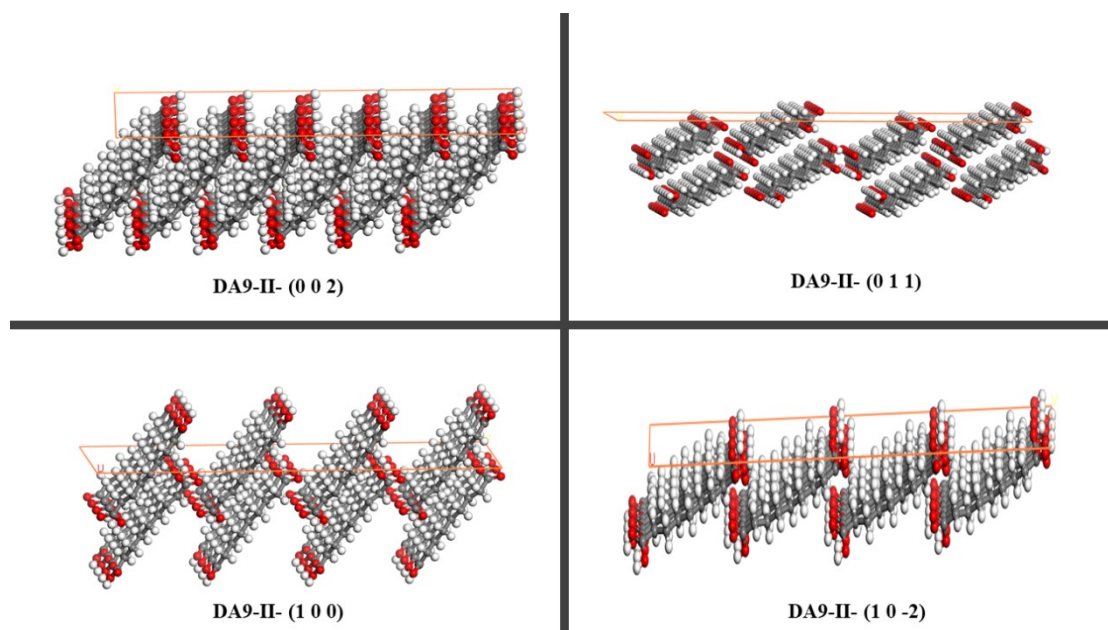 DA9-II- (0 0 2)
DA9-II- (0 1 1)
DA9-II- (1 0 0)
DA9-II- (1 0 -2)